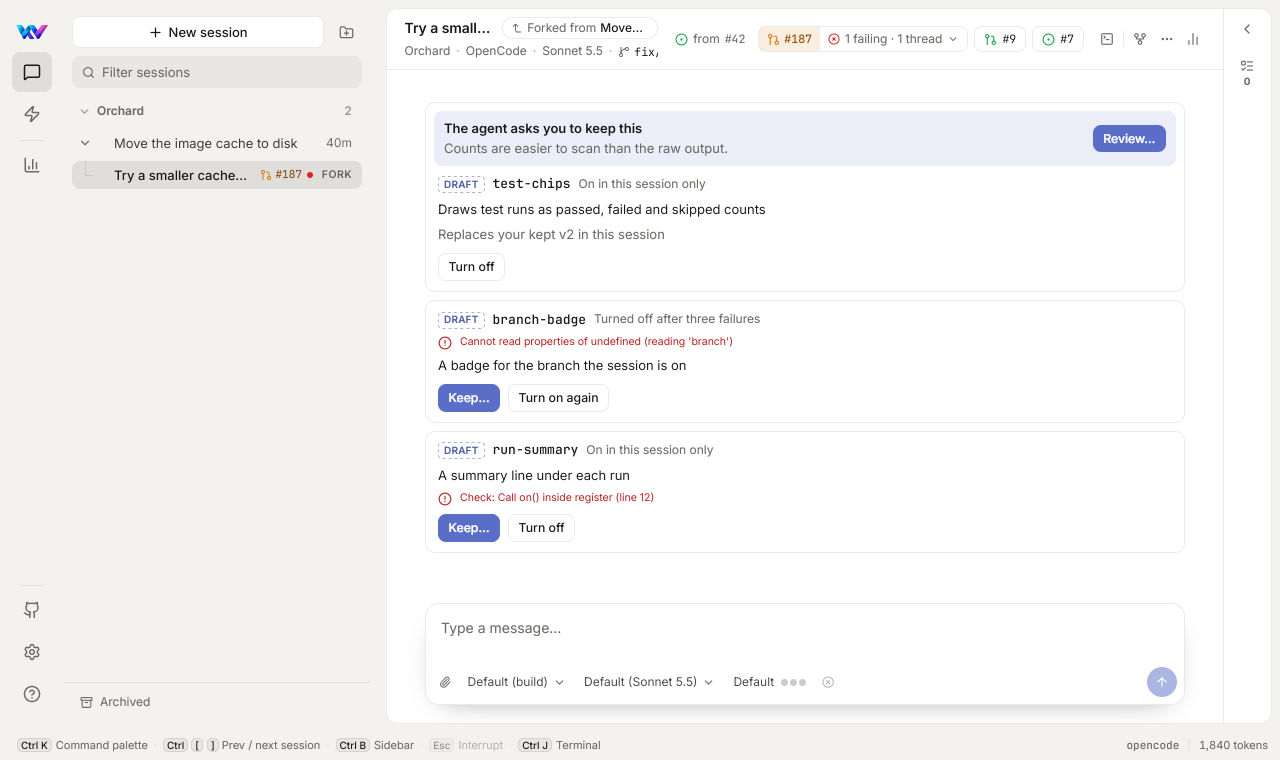 New session
Filter sessions
Orchard 2
Move the image cache to disk 40m
Try a smaller cache... #187 FORK
Archived
Try a small... Forked from Move...
Orchard · OpenCode · Sonnet 5.5 · fix/
from #42 #187 1 failing · 1 thread #9 #7
0
The agent asks you to keep this
Counts are easier to scan than the raw output.
Review...
DRAFT test-chips On in this session only
Draws test runs as passed, failed and skipped counts
Replaces your kept v2 in this session
Turn off
DRAFT branch-badge Turned off after three failures
Cannot read properties of undefined (reading 'branch')
A badge for the branch the session is on
Keep... Turn on again
DRAFT run-summary On in this session only
A summary line under each run
Check: Call on() inside register (line 12)
Keep... Turn off
Type a message...
Default (build) Default (Sonnet 5.5) Default
Ctrl K Command palette Ctrl [ ] Prev / next session Ctrl B Sidebar Esc Interrupt Ctrl J Terminal
opencode 1,840 tokens